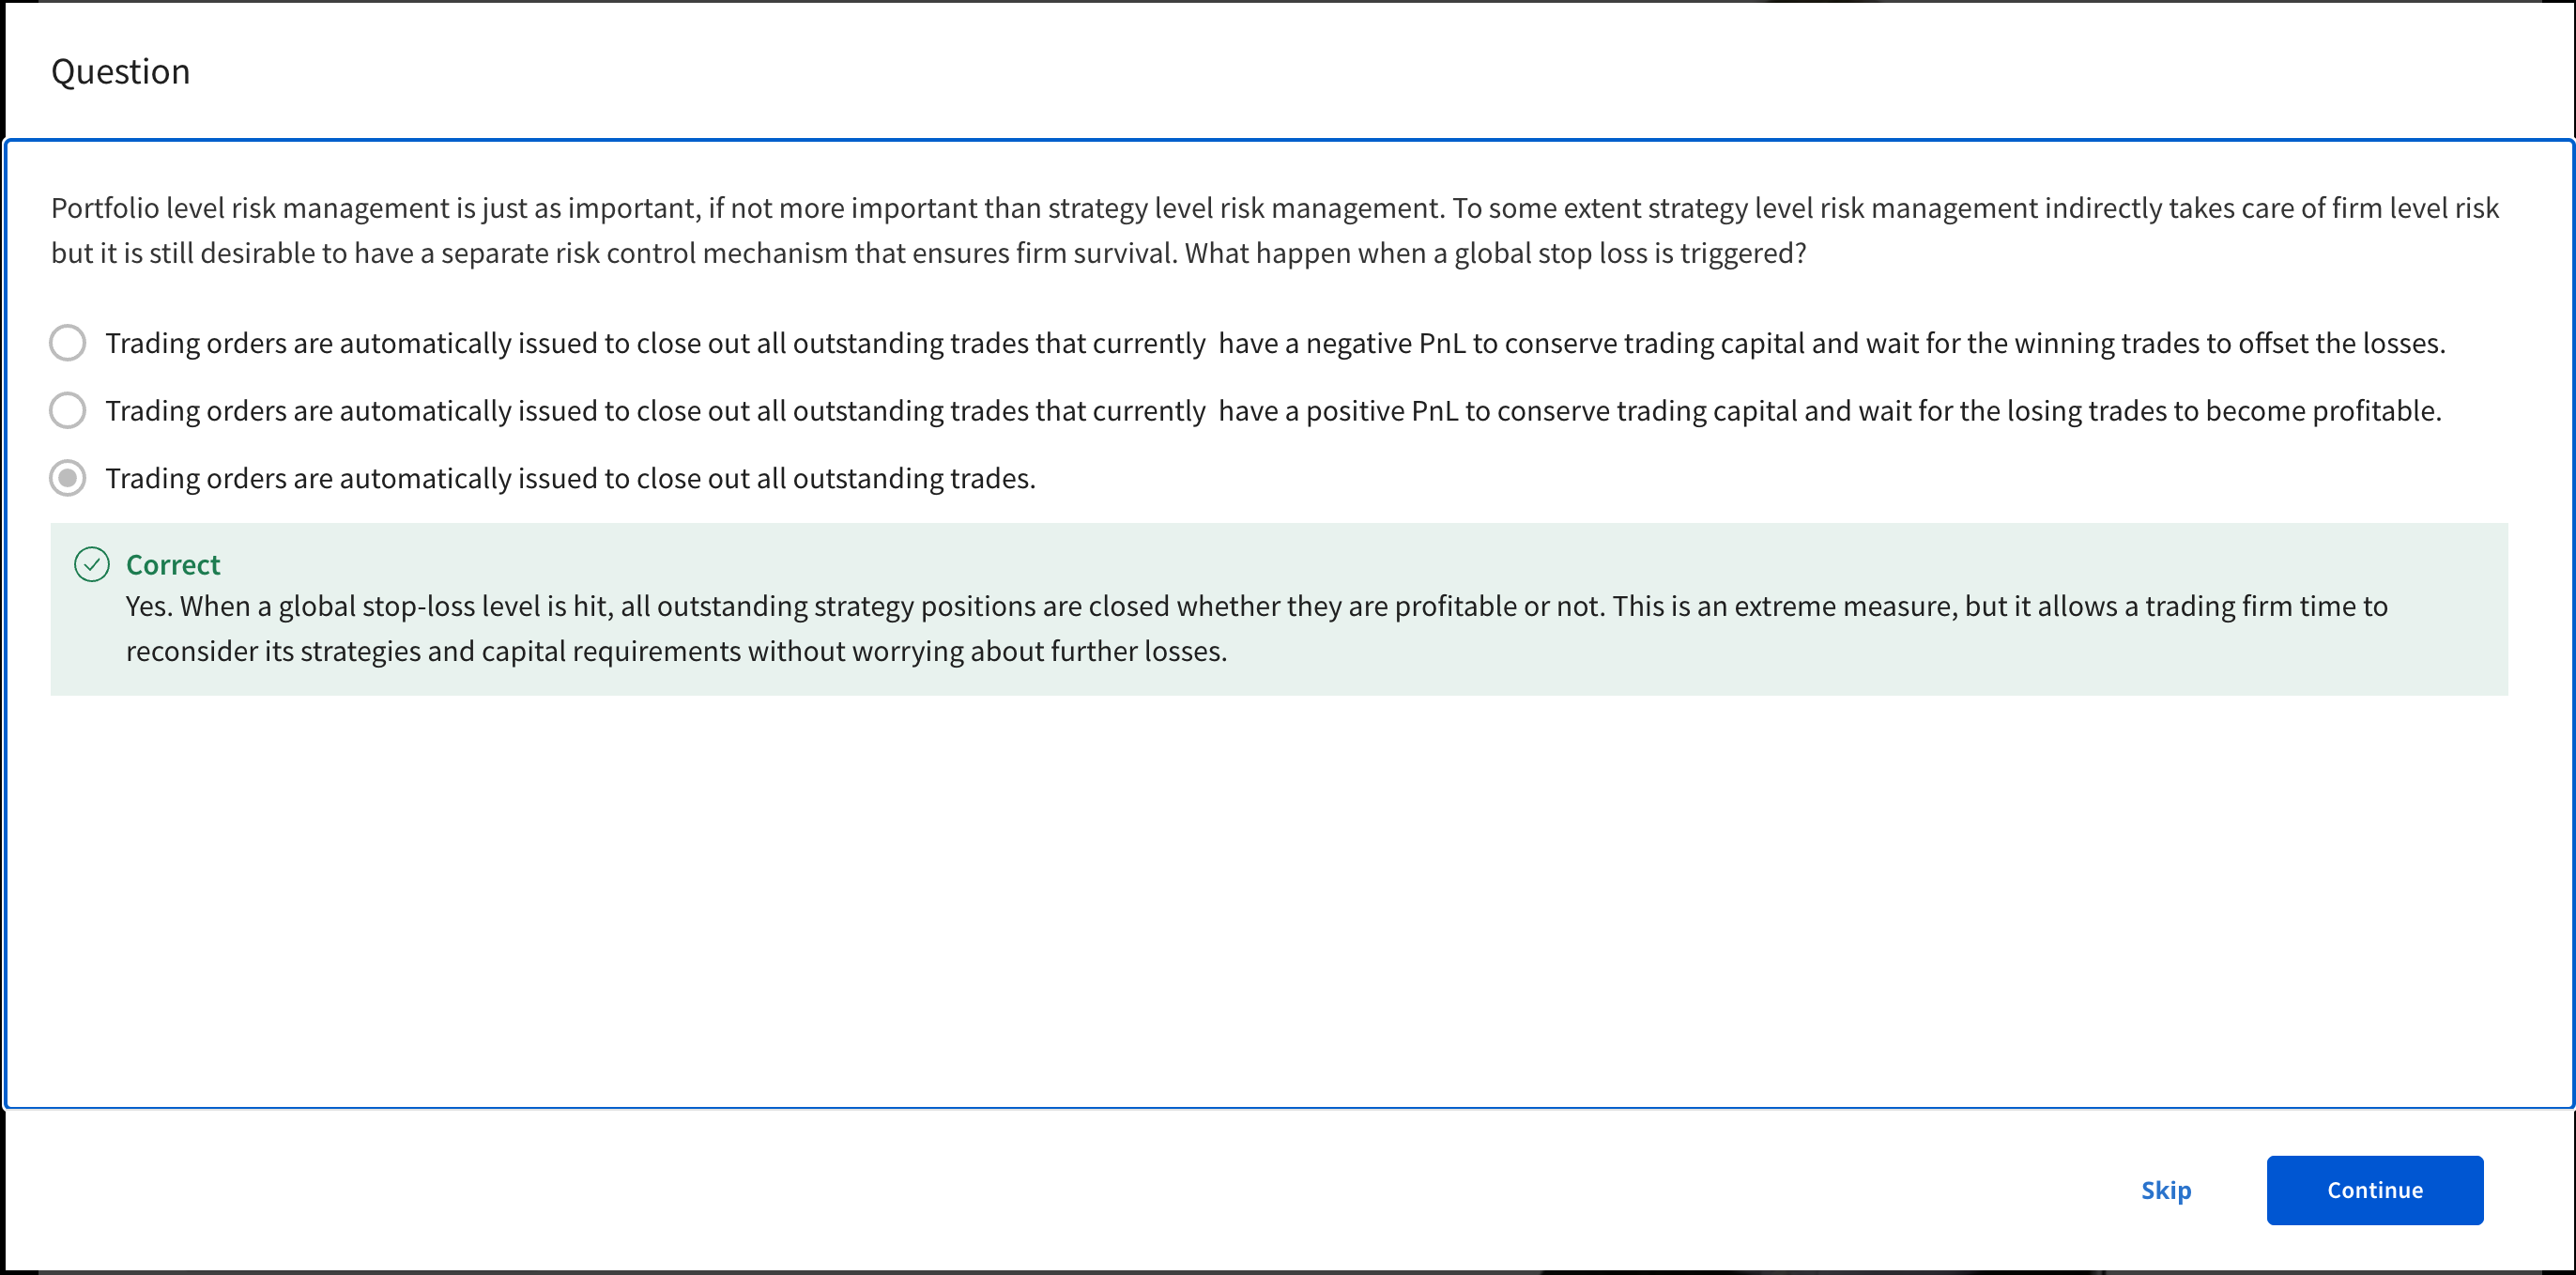 Question
Portfolio level risk management is just as important, if not more important than strategy level risk management. To some extent strategy level risk management indirectly takes care of firm level risk
but it is still desirable to have a separate risk control mechanism that ensures firm survival. What happen when a global stop loss is triggered?
Trading orders are automatically issued to close out all outstanding trades that currently  have a negative PnL to conserve trading capital and wait for the winning trades to offset the losses.
Trading orders are automatically issued to close out all outstanding trades that currently  have a positive PnL to conserve trading capital and wait for the losing trades to become profitable.
Trading orders are automatically issued to close out all outstanding trades.
Correct
Yes. When a global stop-loss level is hit, all outstanding strategy positions are closed whether they are profitable or not. This is an extreme measure, but it allows a trading firm time to
reconsider its strategies and capital requirements without worrying about further losses.
Skip
Continue